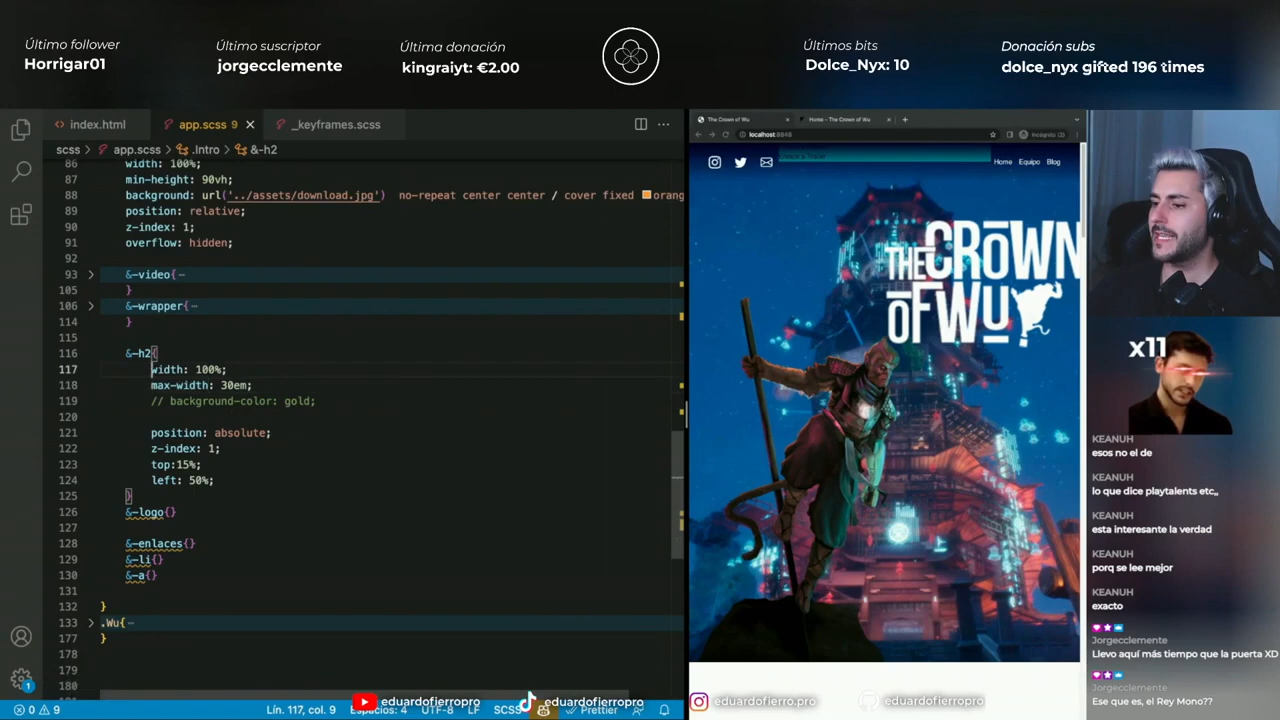 Último follower
Horrigar01
Último suscriptor
jorgecclemente
Última donación
kingraiyt: €2.00
Últimos bits
Dolce_Nyx: 10
Donación subs
dolce_nyx gifted 196 times
index.html
app.scss 9
_keyframes.scss
scss > app.scss > .Intro > &-h2
86 width: 100%;
87 min-height: 90vh;
88 background: url('../assets/download.jpg') no-repeat center center / cover fixed orang
89 position: relative;
90 z-index: 1;
91 overflow: hidden;
92
93 &-video{
105 }
106 &-wrapper{
114 }
115
116 &-h2{
117 width: 100%;
118 max-width: 30em;
119 // background-color: gold;
120
121 position: absolute;
122 z-index: 1;
123 top:15%;
124 left: 50%;
125 }
126 &-logo{}
127
128 &-enlaces{}
129 &-li{}
130 &-a{}
131
132 }
133 .Wu{
177 }
178
179
180
0 9
Lín. 117, col. 9
Espacios: 4
UTF-8
LF
SCSS
Prettier
1
eduardofierropro
eduardofierropro
The Crown of Wu
Home – The Crown of Wu
localhost:8848
Incógnito (2)
Home Equipo Blog
THE CROWN
OF WU
eduardofierro.pro
eduardofierropro
x11
KEANUH
esos no el de
KEANUH
lo que dice playtalents etc,,
KEANUH
esta interesante la verdad
KEANUH
porq se lee mejor
KEANUH
exacto
Jorgecclemente
Llevo aquí más tiempo que la puerta XD
Jorgecclemente
Ese que es, el Rey Mono??